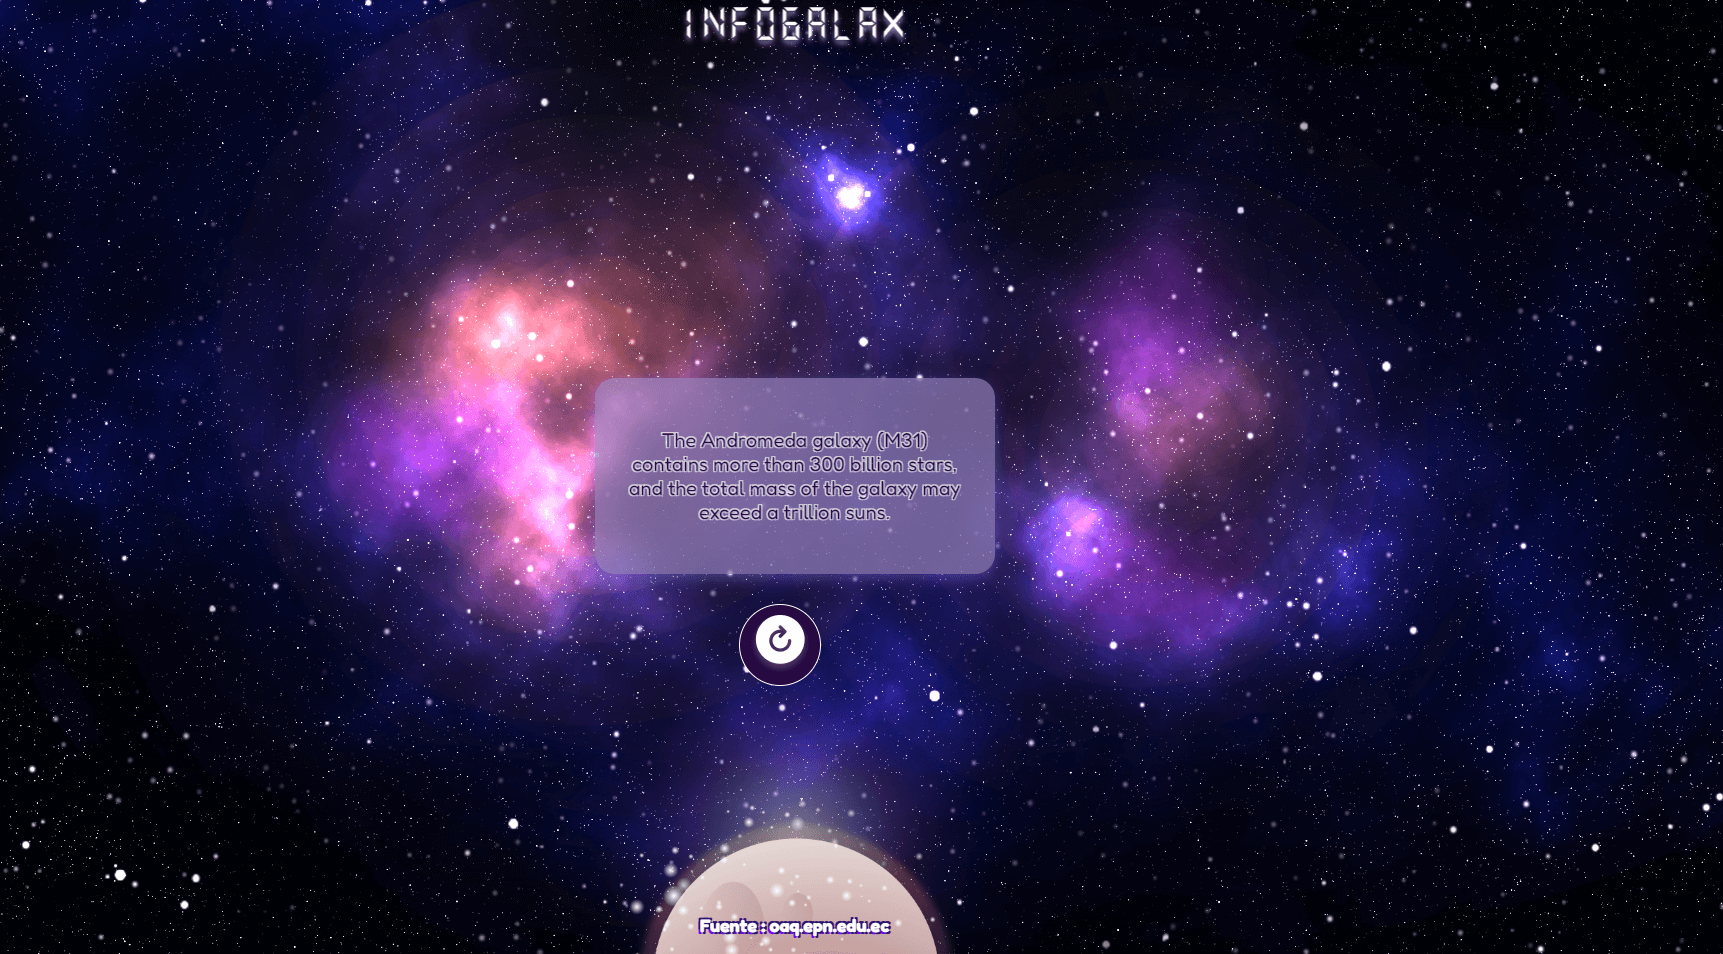 INFOGALAX
The Andromeda galaxy (M31)
contains more than 300 billion stars,
and the total mass of the galaxy may
exceed a trillion suns.
Fuente : oaq.epn.edu.ec